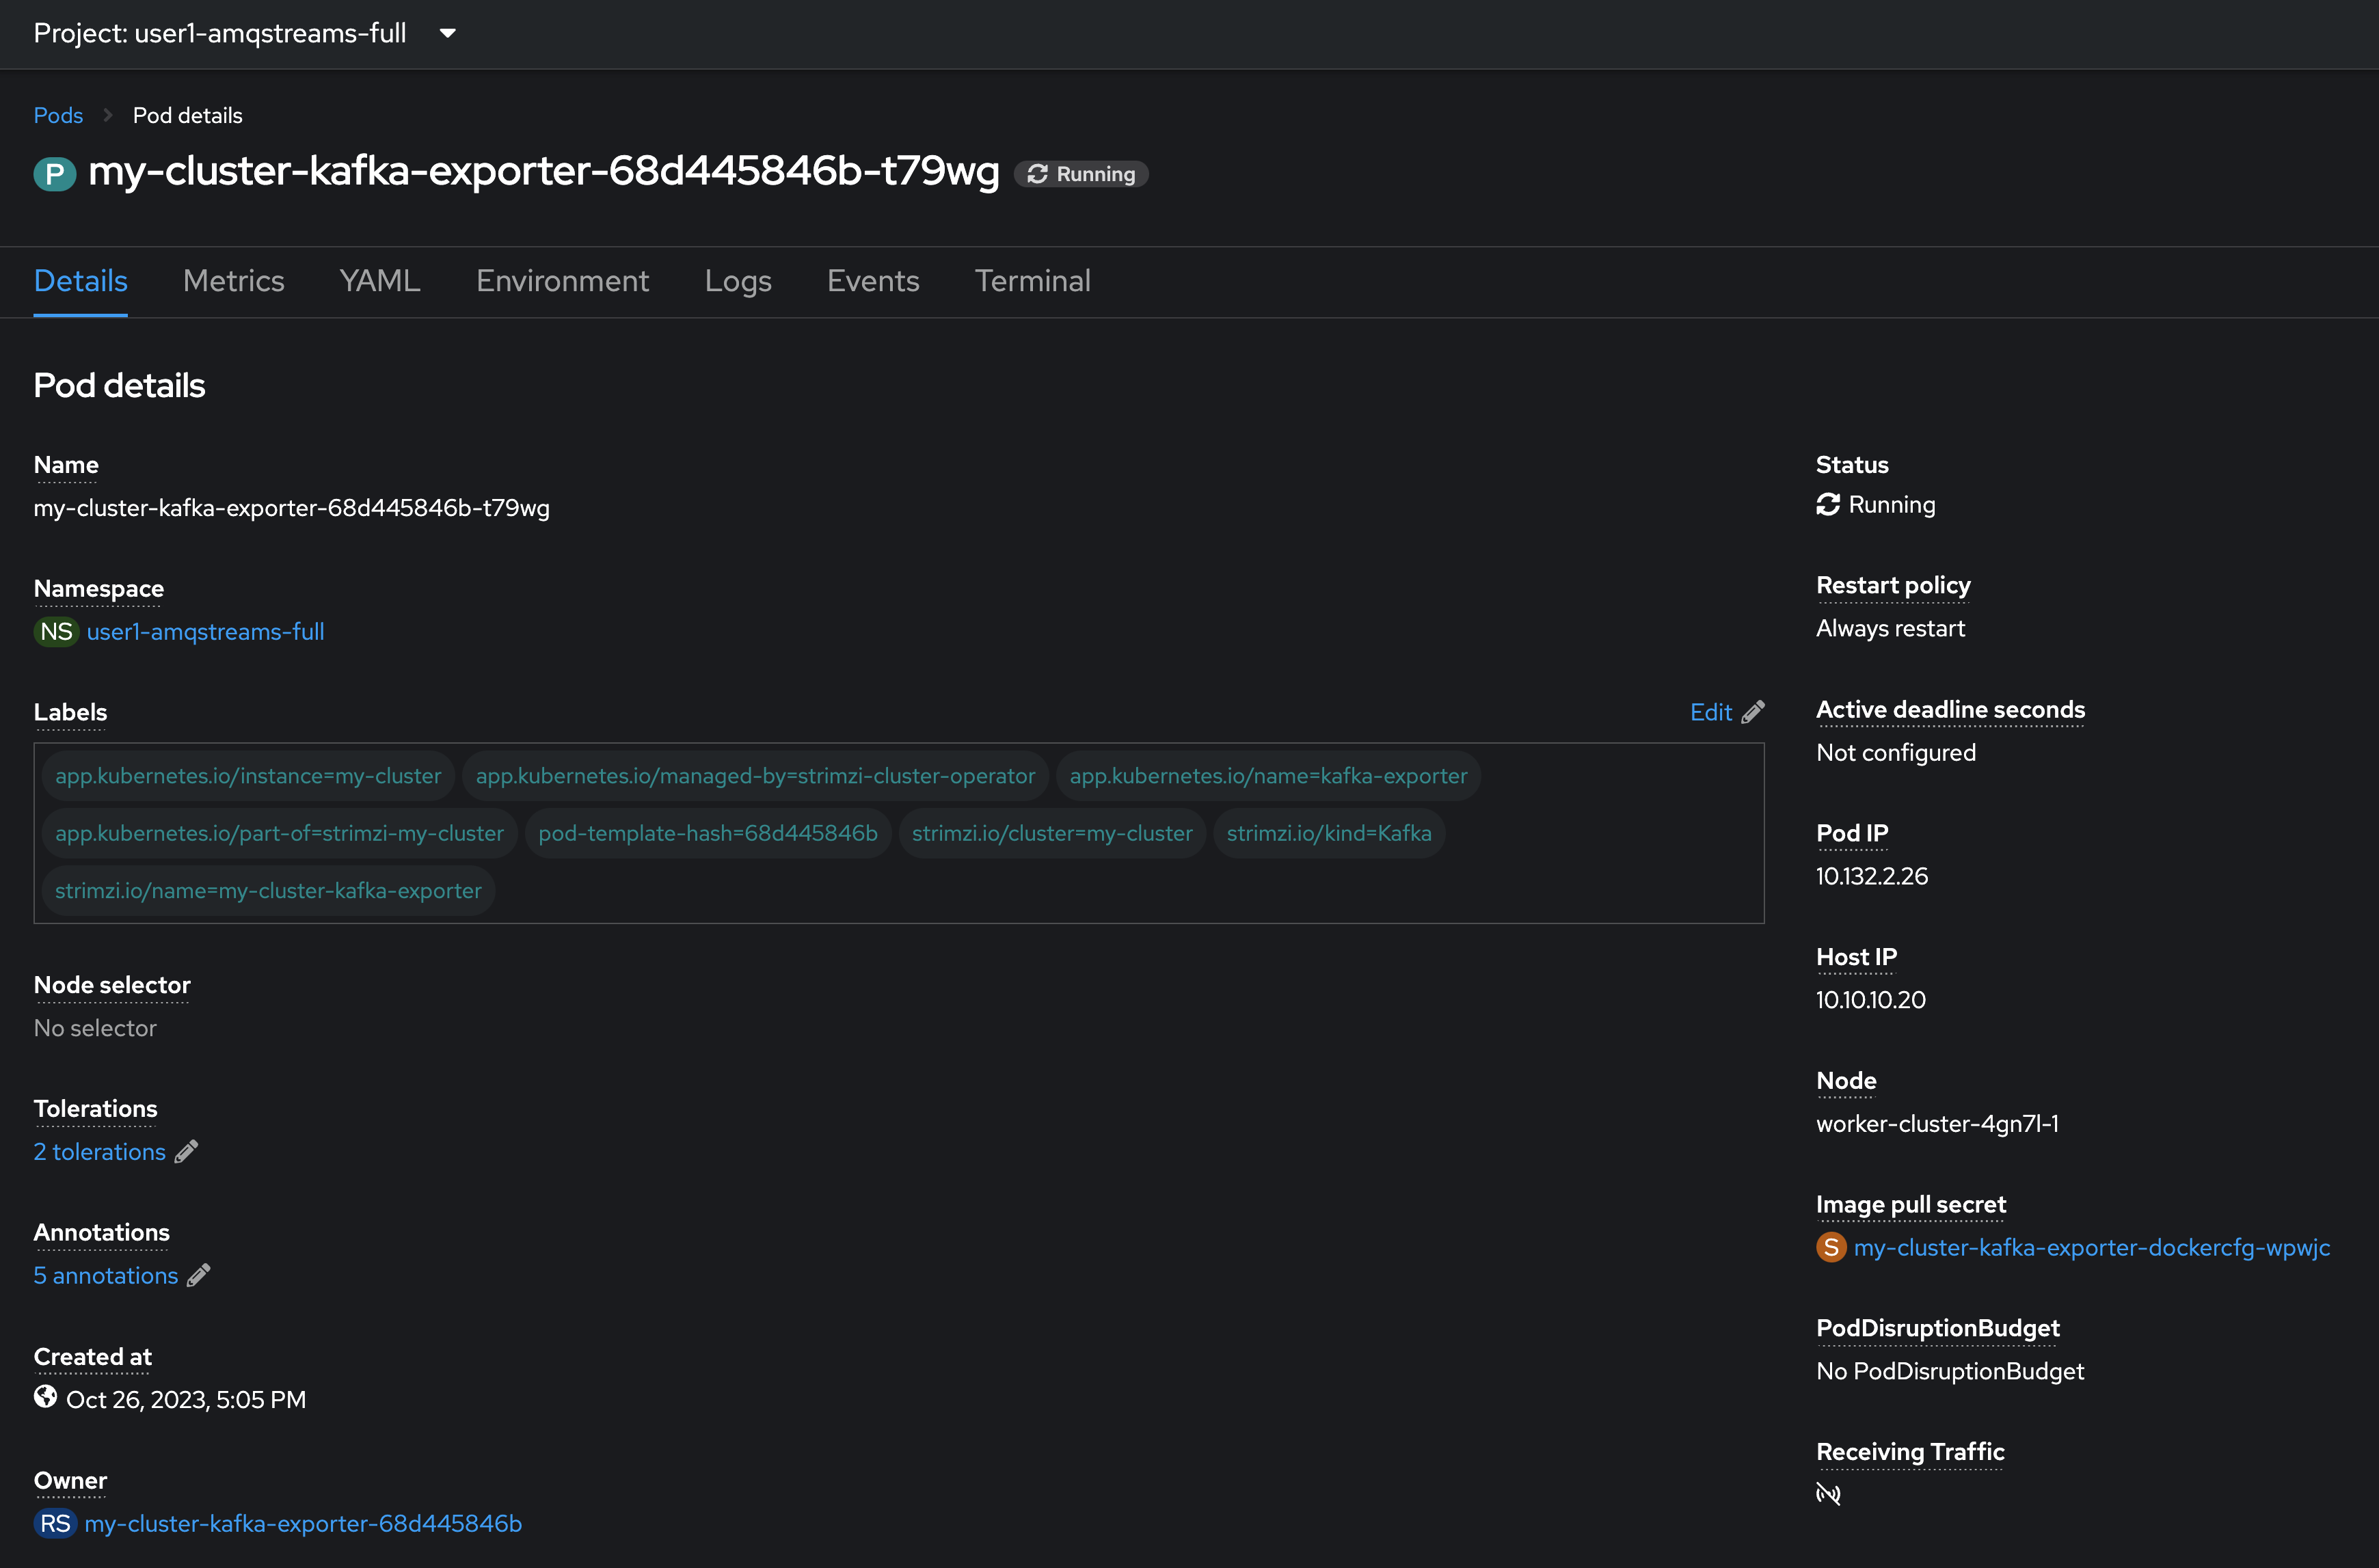 Project: user1-amqstreams-full
Pods
Pod details
P my-cluster-kafka-exporter-68d445846b-t79wg Running
Details Metrics YAML Environment Logs Events Terminal
Pod details
Name
my-cluster-kafka-exporter-68d445846b-t79wg
Namespace
NS user1-amqstreams-full
Labels
Edit
app.kubernetes.io/instance=my-cluster app.kubernetes.io/managed-by=strimzi-cluster-operator app.kubernetes.io/name=kafka-exporter
app.kubernetes.io/part-of=strimzi-my-cluster pod-template-hash=68d445846b strimzi.io/cluster=my-cluster strimzi.io/kind=Kafka
strimzi.io/name=my-cluster-kafka-exporter
Node selector
No selector
Tolerations
2 tolerations
Annotations
5 annotations
Created at
Oct 26, 2023, 5:05 PM
Owner
RS my-cluster-kafka-exporter-68d445846b
Status
Running
Restart policy
Always restart
Active deadline seconds
Not configured
Pod IP
10.132.2.26
Host IP
10.10.10.20
Node
worker-cluster-4gn7l-1
Image pull secret
S my-cluster-kafka-exporter-dockercfg-wpwjc
PodDisruptionBudget
No PodDisruptionBudget
Receiving Traffic